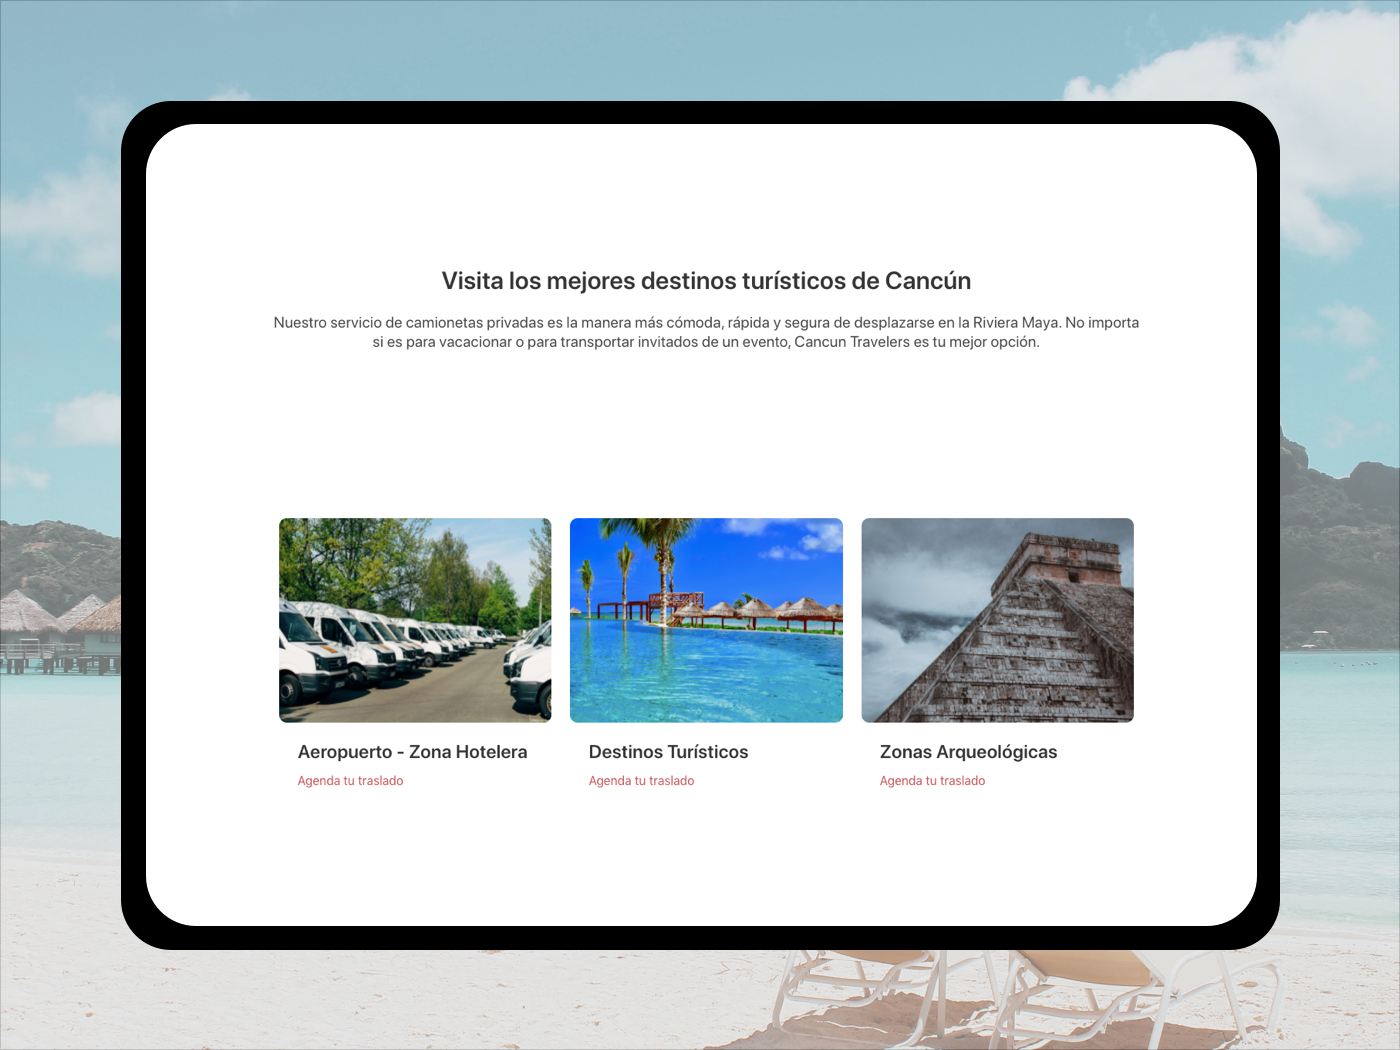 Visita los mejores destinos turísticos de Cancún
Nuestro servicio de camionetas privadas es la manera más cómoda, rápida y segura de desplazarse en la Riviera Maya. No importa
si es para vacacionar o para transportar invitados de un evento, Cancun Travelers es tu mejor opción.
Aeropuerto - Zona Hotelera
Agenda tu traslado
Destinos Turísticos
Agenda tu traslado
Zonas Arqueológicas
Agenda tu traslado